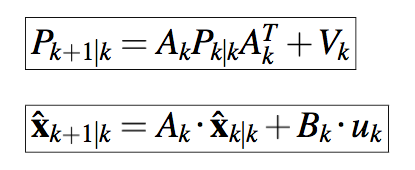 P_{k+1|k} = A_k P_{k|k} A_k^T + V_k
x̂_{k+1|k} = A_k · x̂_{k|k} + B_k · u_k